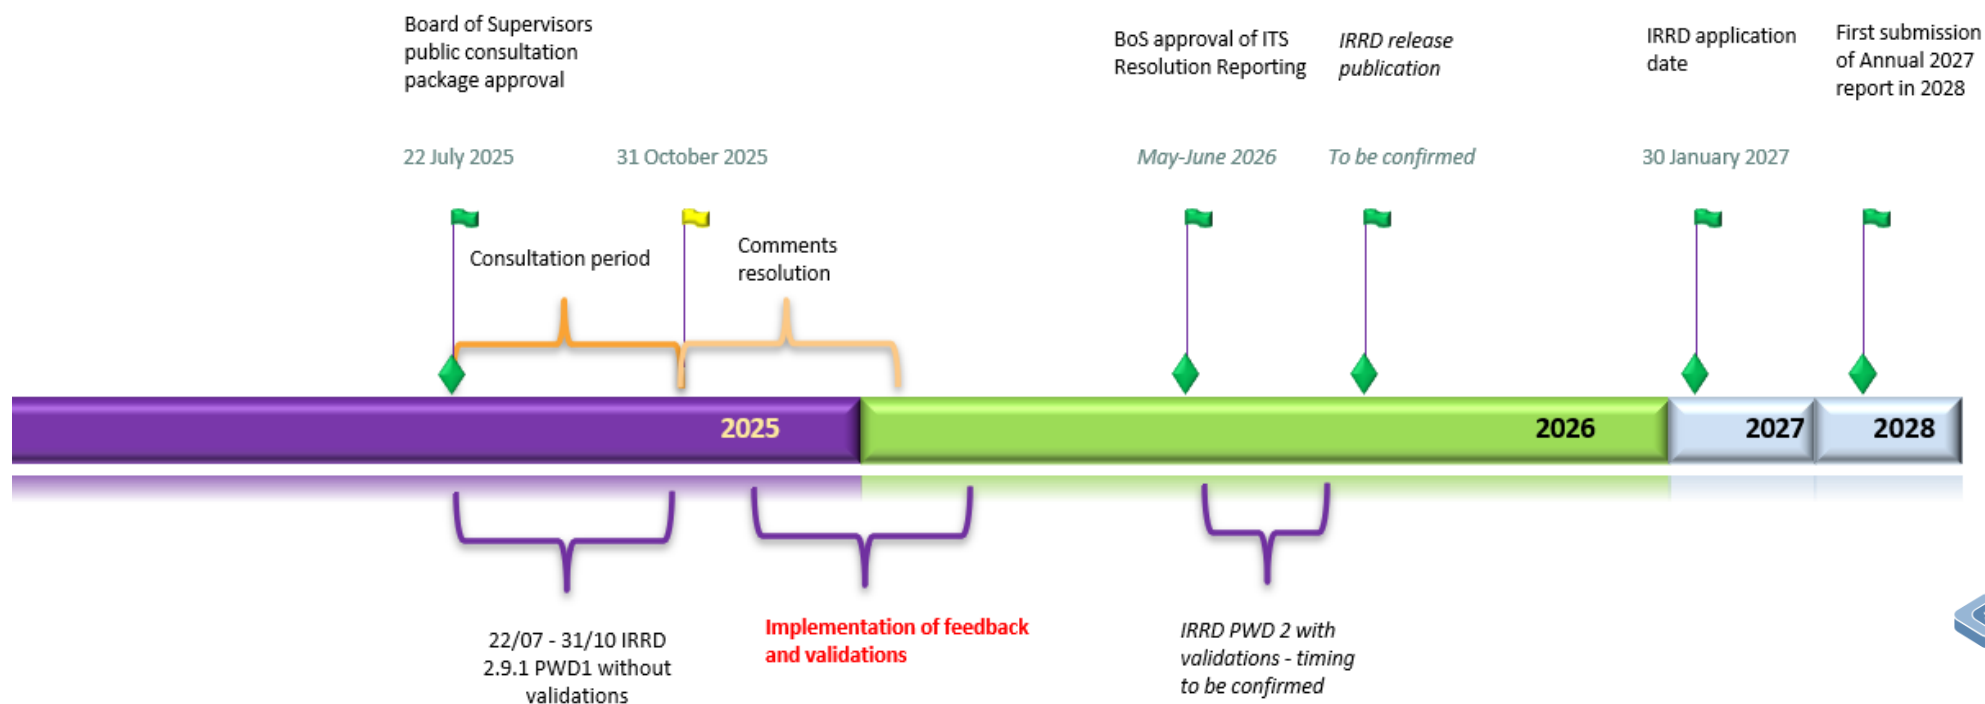 Board of Supervisors
public consultation
package approval
BoS approval of ITS
Resolution Reporting
IRRD release
publication
IRRD application
date
First submission
of Annual 2027
report in 2028
22 July 2025
31 October 2025
May-June 2026
To be confirmed
30 January 2027
Consultation period
Comments
resolution
2025
2026
2027
2028
22/07 - 31/10 IRRD
2.9.1 PWD1 without
validations
Implementation of feedback
and validations
IRRD PWD 2 with
validations - timing
to be confirmed